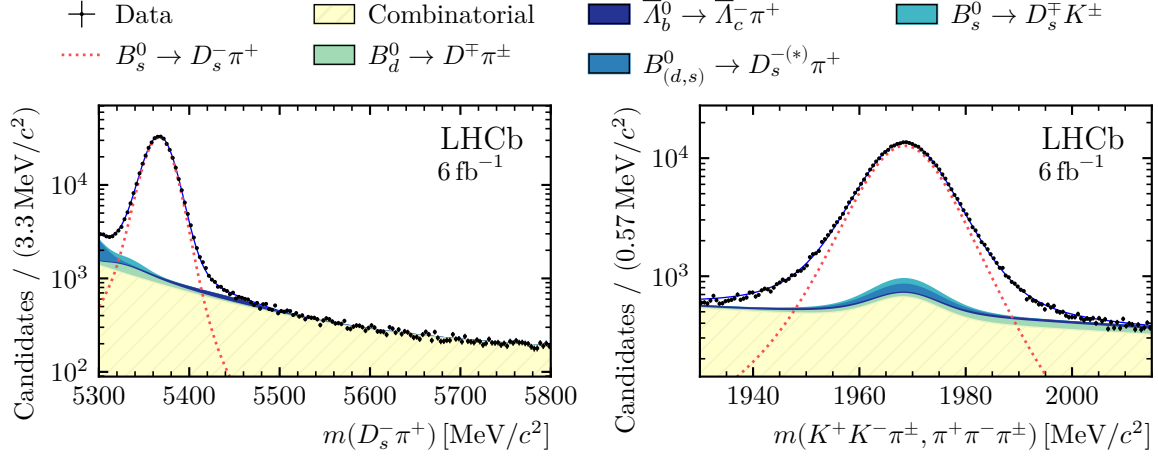 Data
Combinatorial
Λ̅⁰_b → Λ̅⁻_c π⁺
B⁰_s → D∓_s K±
B⁰_s → D⁻_s π⁺
B⁰_d → D∓ π±
B⁰_(d,s) → D_s⁻⁽*⁾ π⁺
LHCb
6 fb⁻¹
10⁴
10³
10²
Candidates / (3.3 MeV/c²)
5300 5400 5500 5600 5700 5800
m(D⁻_s π⁺) [MeV/c²]
LHCb
6 fb⁻¹
10⁴
10³
Candidates / (0.57 MeV/c²)
1940 1960 1980 2000
m(K⁺K⁻π±, π⁺π⁻π±) [MeV/c²]